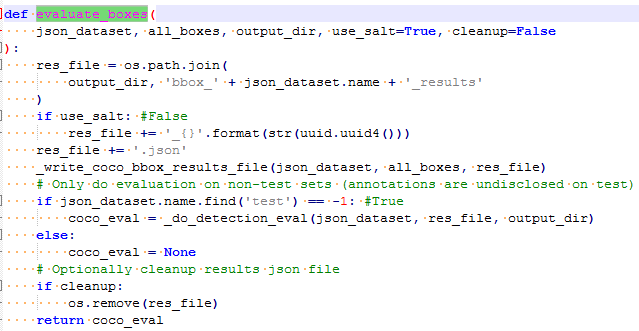 def evaluate_boxes(
    json_dataset, all_boxes, output_dir, use_salt=True, cleanup=False
):
    res_file = os.path.join(
        output_dir, 'bbox_' + json_dataset.name + '_results'
    )
    if use_salt: #False
        res_file += '_{}'.format(str(uuid.uuid4()))
    res_file += '.json'
    _write_coco_bbox_results_file(json_dataset, all_boxes, res_file)
    # Only do evaluation on non-test sets (annotations are undisclosed on test)
    if json_dataset.name.find('test') == -1: #True
        coco_eval = _do_detection_eval(json_dataset, res_file, output_dir)
    else:
        coco_eval = None
    # Optionally cleanup results json file
    if cleanup:
        os.remove(res_file)
    return coco_eval